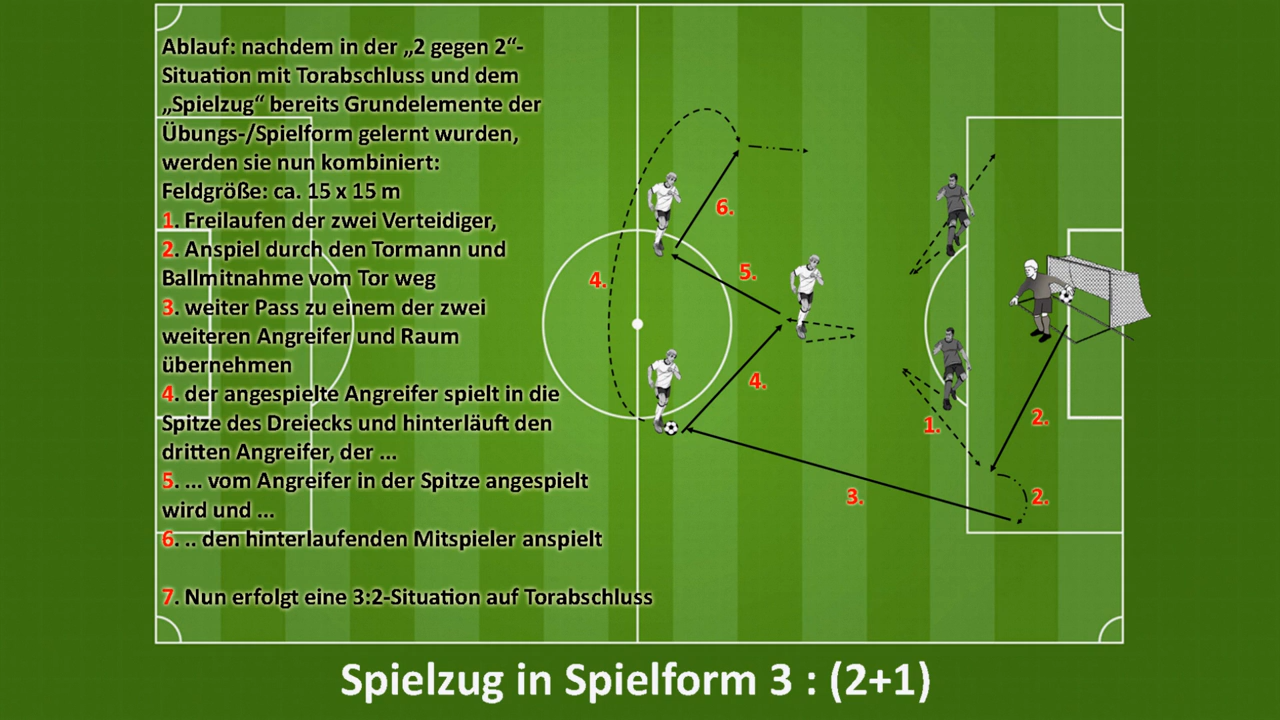 Ablauf: nachdem in der „2 gegen 2“-
Situation mit Torabschluss und dem
„Spielzug“ bereits Grundelemente der
Übungs-/Spielform gelernt wurden,
werden sie nun kombiniert:
Feldgröße: ca. 15 x 15 m
1. Freilaufen der zwei Verteidiger,
2. Anspiel durch den Tormann und
Ballmitnahme vom Tor weg
3. weiter Pass zu einem der zwei
weiteren Angreifer und Raum
übernehmen
4. der angespielte Angreifer spielt in die
Spitze des Dreiecks und hinterläuft den
dritten Angreifer, der ...
5. ... vom Angreifer in der Spitze angespielt
wird und ...
6. .. den hinterlaufenden Mitspieler anspielt
7. Nun erfolgt eine 3:2-Situation auf Torabschluss
6.
5.
4.
4.
1.
2.
3.
2.
Spielzug in Spielform 3 : (2+1)